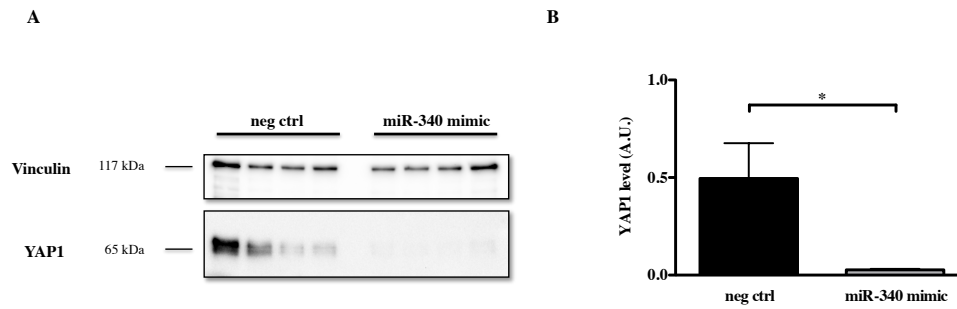 A
neg ctrl miR-340 mimic
Vinculin 117 kDa
YAP1 65 kDa
B
1.0
*
0.5
0.0
YAP1 level (A.U.)
neg ctrl miR-340 mimic